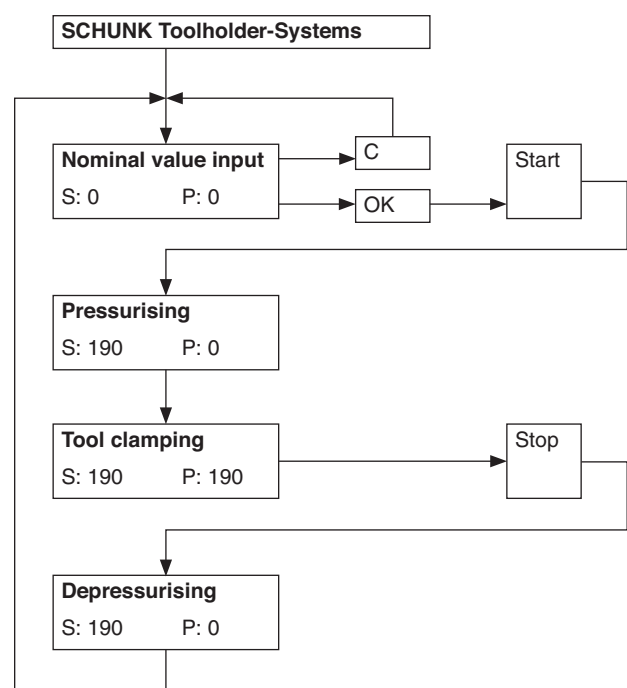 SCHUNK Toolholder-Systems
Nominal value input
S: 0 P: 0
C
OK
Start
Pressurising
S: 190 P: 0
Tool clamping
S: 190 P: 190
Stop
Depressurising
S: 190 P: 0